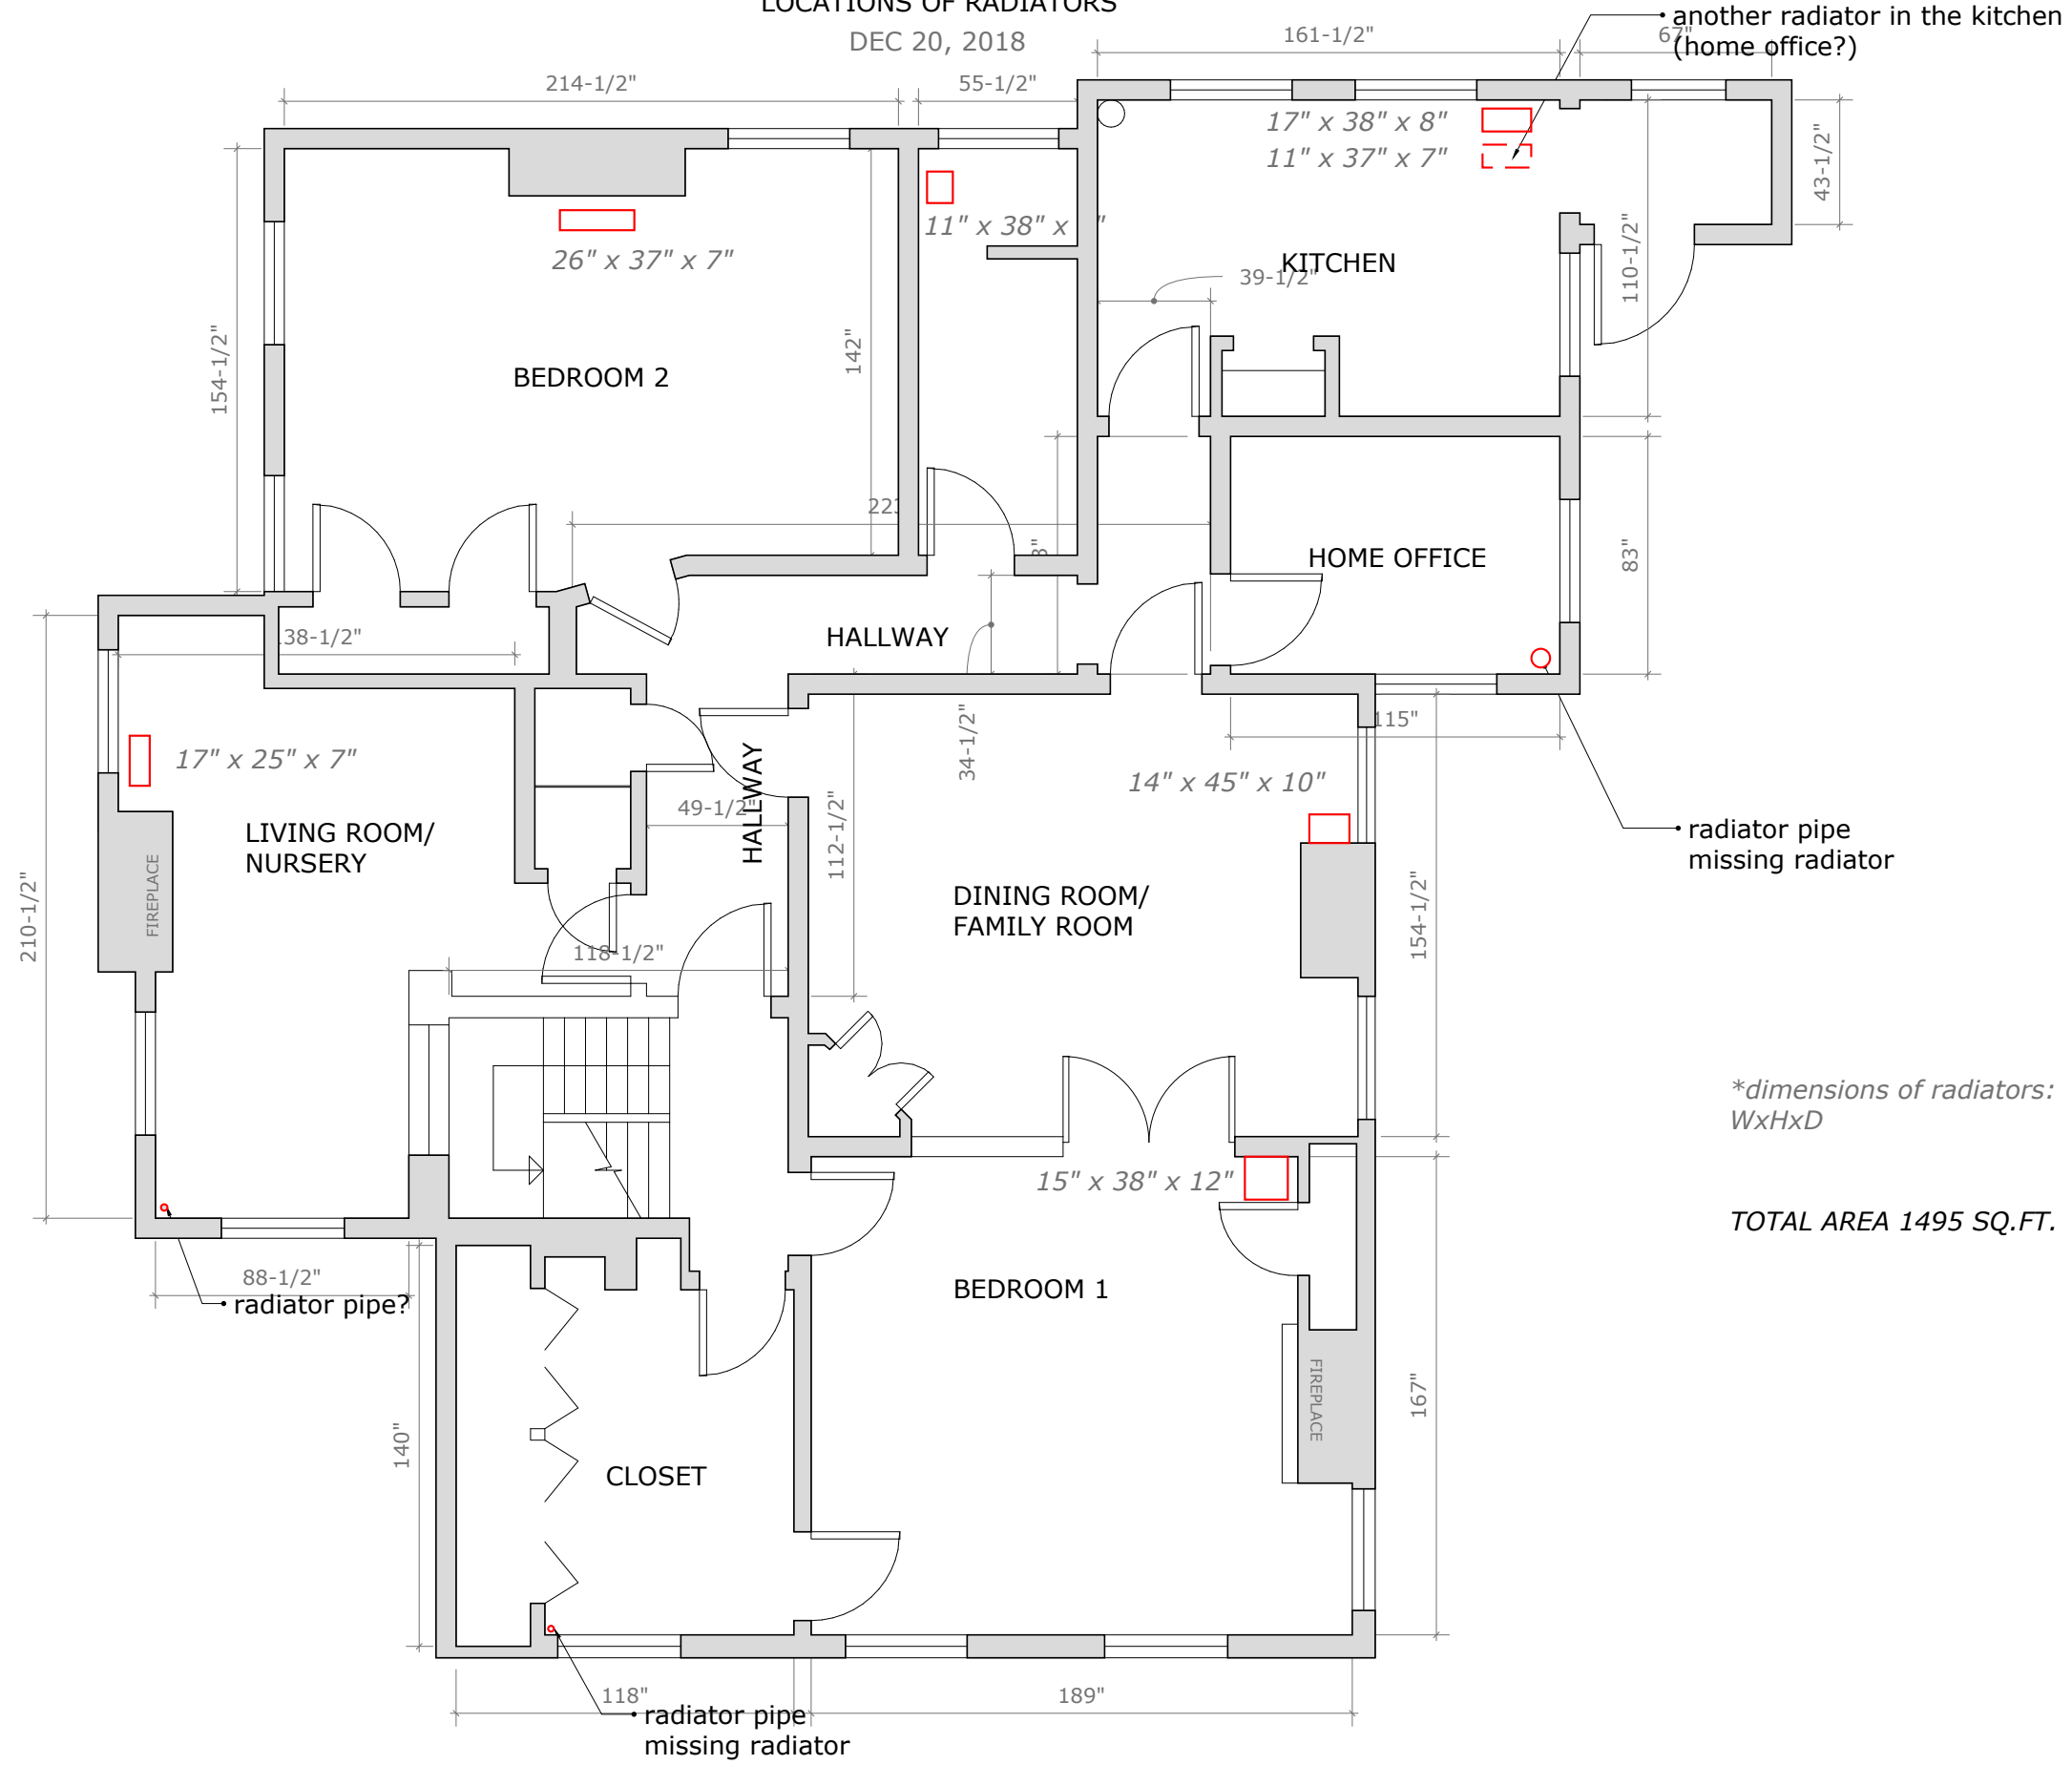 LOCATIONS OF RADIATORS
DEC 20, 2018
another radiator in the kitchen
(home office?)
161-1/2"
67"
214-1/2"
55-1/2"
17" x 38" x 8"
11" x 37" x 7"
43-1/2"
11" x 38" x
26" x 37" x 7"
KITCHEN
39-1/2"
110-1/2"
154-1/2"
142"
BEDROOM 2
HOME OFFICE
83"
HALLWAY
34-1/2"
115"
17" x 25" x 7"
HALLWAY
49-1/2"
112-1/2"
14" x 45" x 10"
radiator pipe
missing radiator
LIVING ROOM/
NURSERY
FIREPLACE
210-1/2"
DINING ROOM/
FAMILY ROOM
154-1/2"
118-1/2"
*dimensions of radiators:
WxHxD
15" x 38" x 12"
TOTAL AREA 1495 SQ.FT.
88-1/2"
radiator pipe?
BEDROOM 1
FIREPLACE
167"
140"
CLOSET
118"
189"
radiator pipe
missing radiator